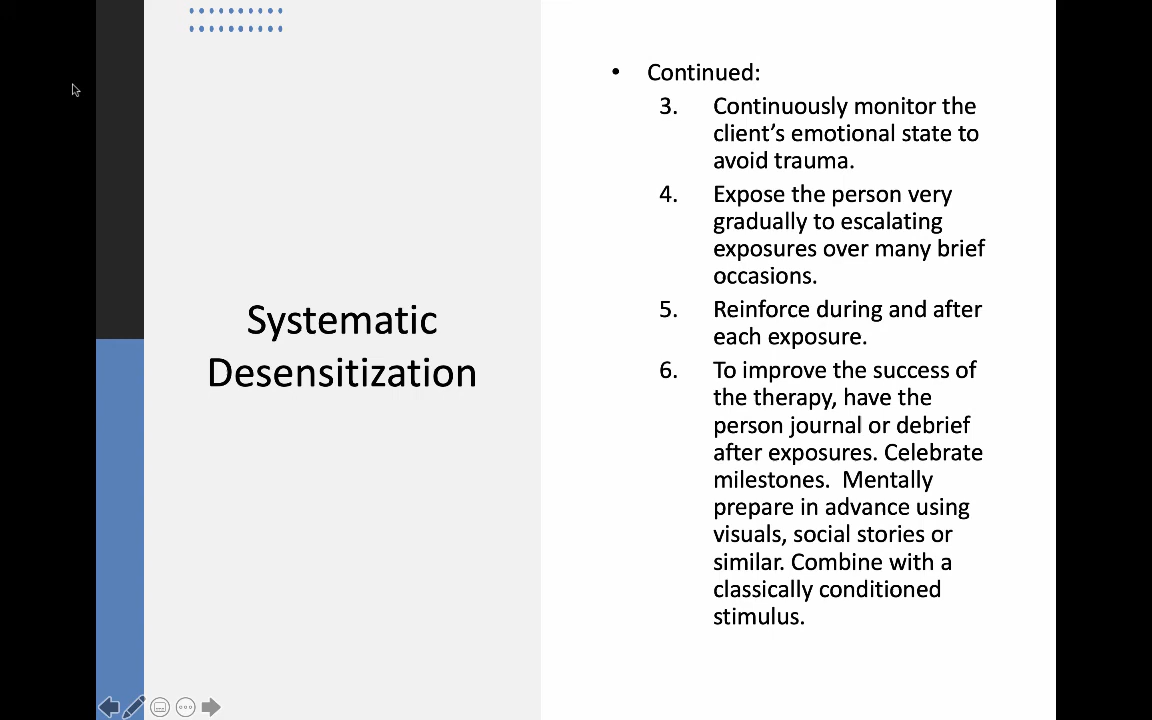 Systematic
Desensitization
• Continued:
3. Continuously monitor the
client’s emotional state to
avoid trauma.
4. Expose the person very
gradually to escalating
exposures over many brief
occasions.
5. Reinforce during and after
each exposure.
6. To improve the success of
the therapy, have the
person journal or debrief
after exposures. Celebrate
milestones.  Mentally
prepare in advance using
visuals, social stories or
similar. Combine with a
classically conditioned
stimulus.